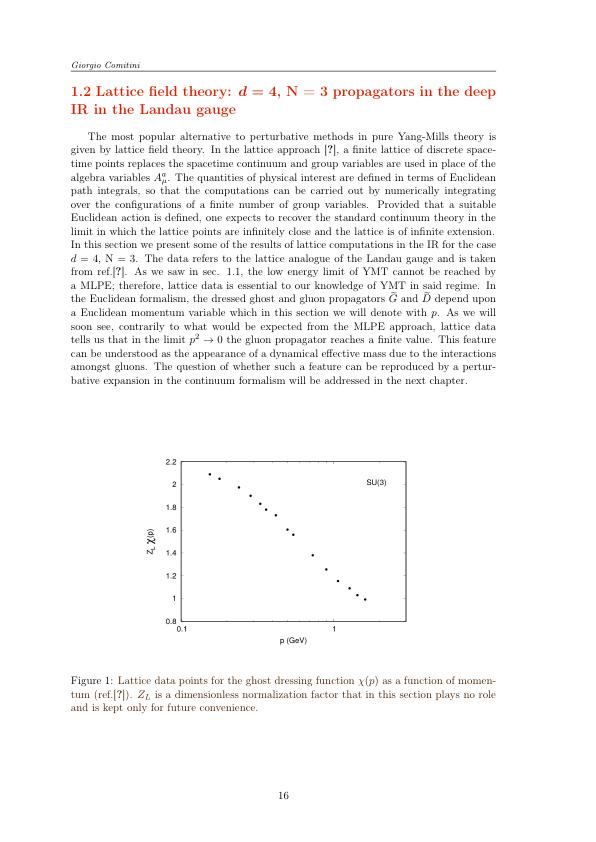 Giorgio Comitini
1.2 Lattice field theory: d = 4, N = 3 propagators in the deep
IR in the Landau gauge
The most popular alternative to perturbative methods in pure Yang-Mills theory is
given by lattice field theory. In the lattice approach [?], a finite lattice of discrete space-
time points replaces the spacetime continuum and group variables are used in place of the
algebra variables A^a_μ. The quantities of physical interest are defined in terms of Euclidean
path integrals, so that the computations can be carried out by numerically integrating
over the configurations of a finite number of group variables. Provided that a suitable
Euclidean action is defined, one expects to recover the standard continuum theory in the
limit in which the lattice points are infinitely close and the lattice is of infinite extension.
In this section we present some of the results of lattice computations in the IR for the case
d = 4, N = 3. The data refers to the lattice analogue of the Landau gauge and is taken
from ref.[?]. As we saw in sec. 1.1, the low energy limit of YMT cannot be reached by
a MLPE; therefore, lattice data is essential to our knowledge of YMT in said regime. In
the Euclidean formalism, the dressed ghost and gluon propagators G̃ and D̃ depend upon
a Euclidean momentum variable which in this section we will denote with p. As we will
soon see, contrarily to what would be expected from the MLPE approach, lattice data
tells us that in the limit p² → 0 the gluon propagator reaches a finite value. This feature
can be understood as the appearance of a dynamical effective mass due to the interactions
amongst gluons. The question of whether such a feature can be reproduced by a pertur-
bative expansion in the continuum formalism will be addressed in the next chapter.
2.2
SU(3)
2
1.8
1.6
1.4
1.2
1
0.8
Z_L χ(p)
0.1 1
p (GeV)
Figure 1: Lattice data points for the ghost dressing function χ(p) as a function of momen-
tum (ref.[?]). Z_L is a dimensionless normalization factor that in this section plays no role
and is kept only for future convenience.
16